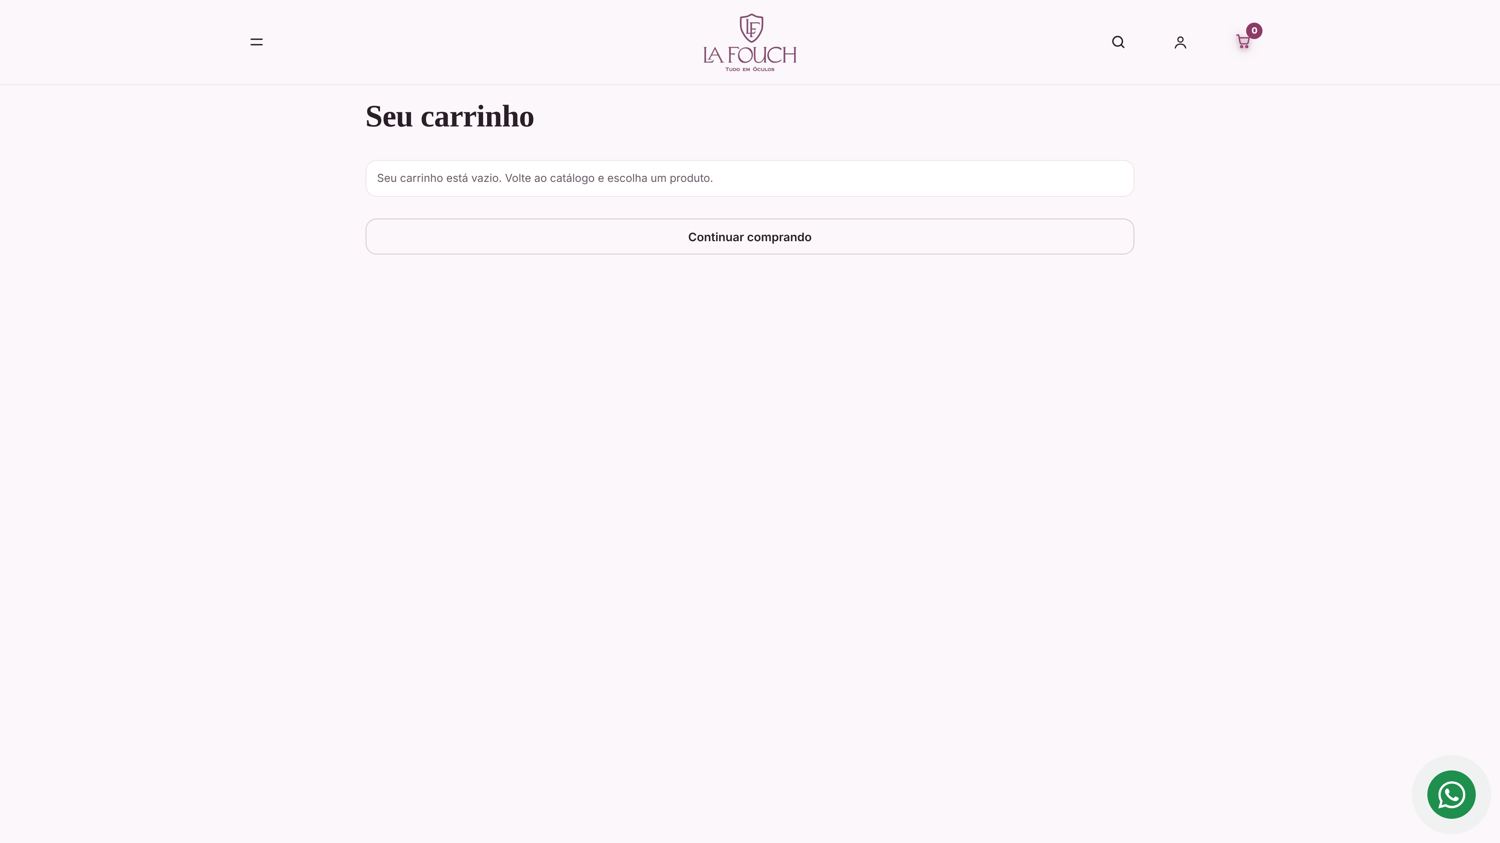 0
LF
LA FOUCH
Tudo em Óculos
Seu carrinho
Seu carrinho está vazio. Volte ao catálogo e escolha um produto.
Continuar comprando